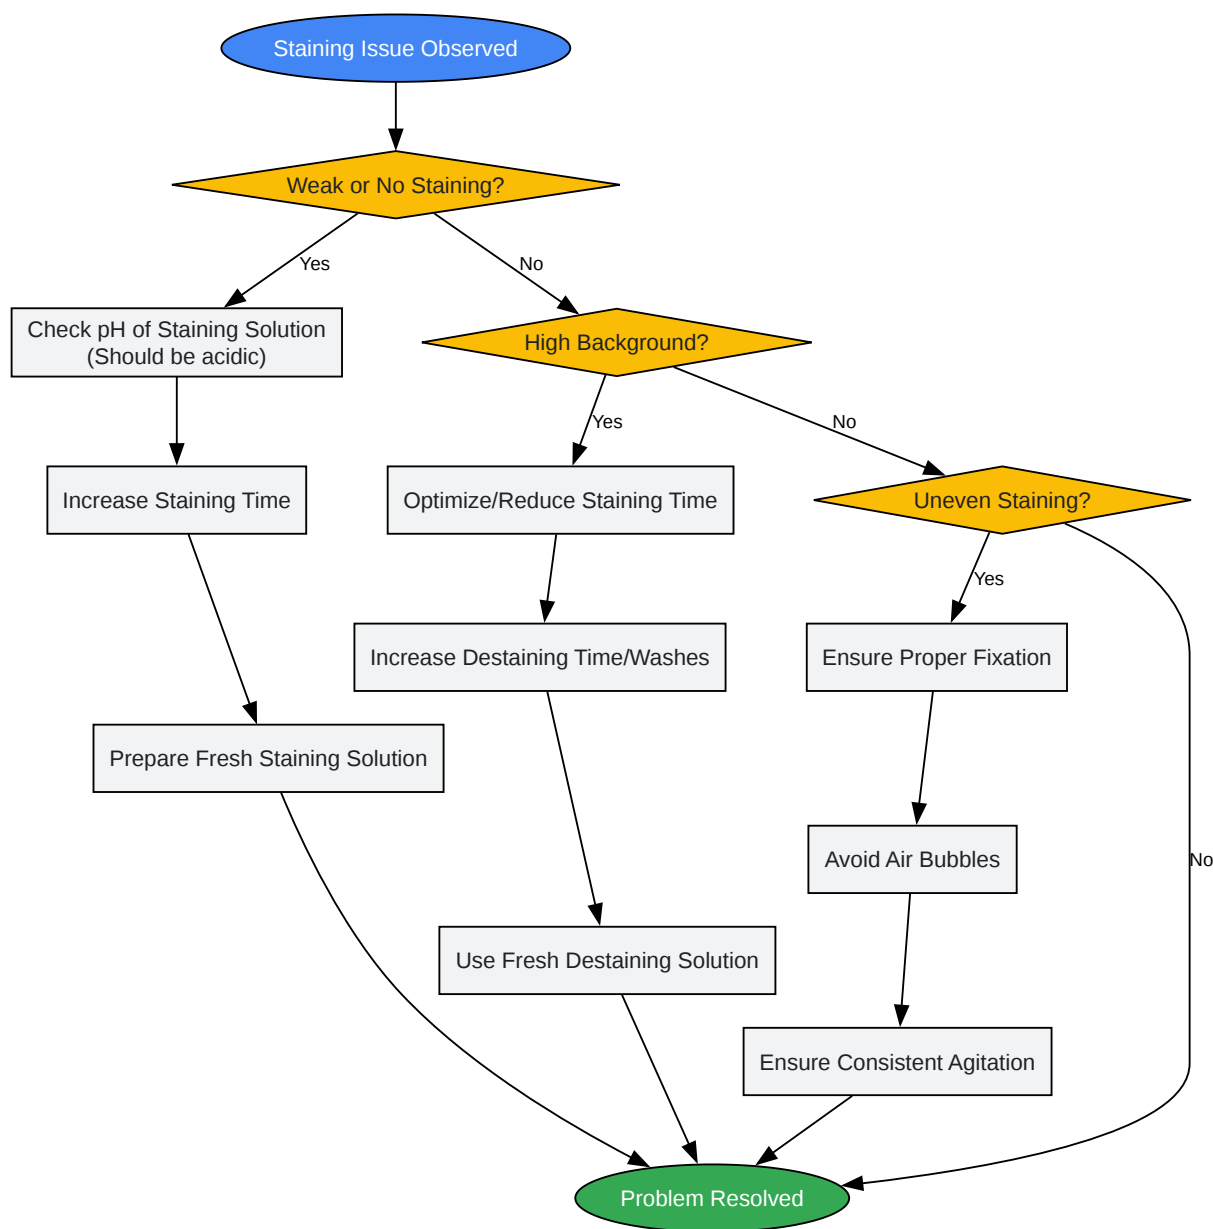 Staining Issue Observed
Weak or No Staining?
Yes
No
Check pH of Staining Solution
(Should be acidic)
High Background?
Yes
No
Increase Staining Time
Optimize/Reduce Staining Time
Uneven Staining?
Yes
Increase Destaining Time/Washes
Ensure Proper Fixation
Prepare Fresh Staining Solution
Avoid Air Bubbles
No
Use Fresh Destaining Solution
Ensure Consistent Agitation
Problem Resolved